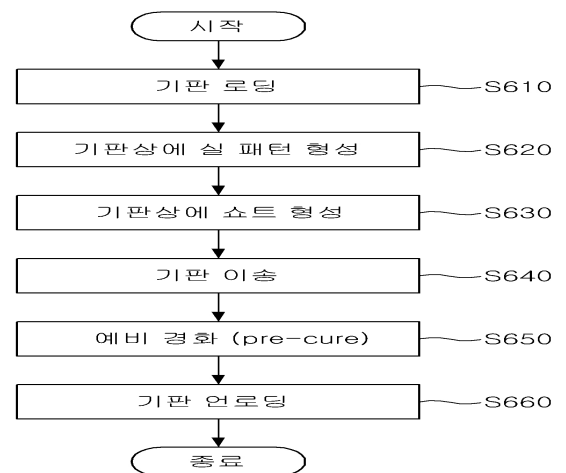 시작
기판 로딩 S610
기판상에 실 패턴 형성 S620
기판상에 쇼트 형성 S630
기판 이송 S640
예비 경화 (pre-cure) S650
기판 언로딩 S660
종료